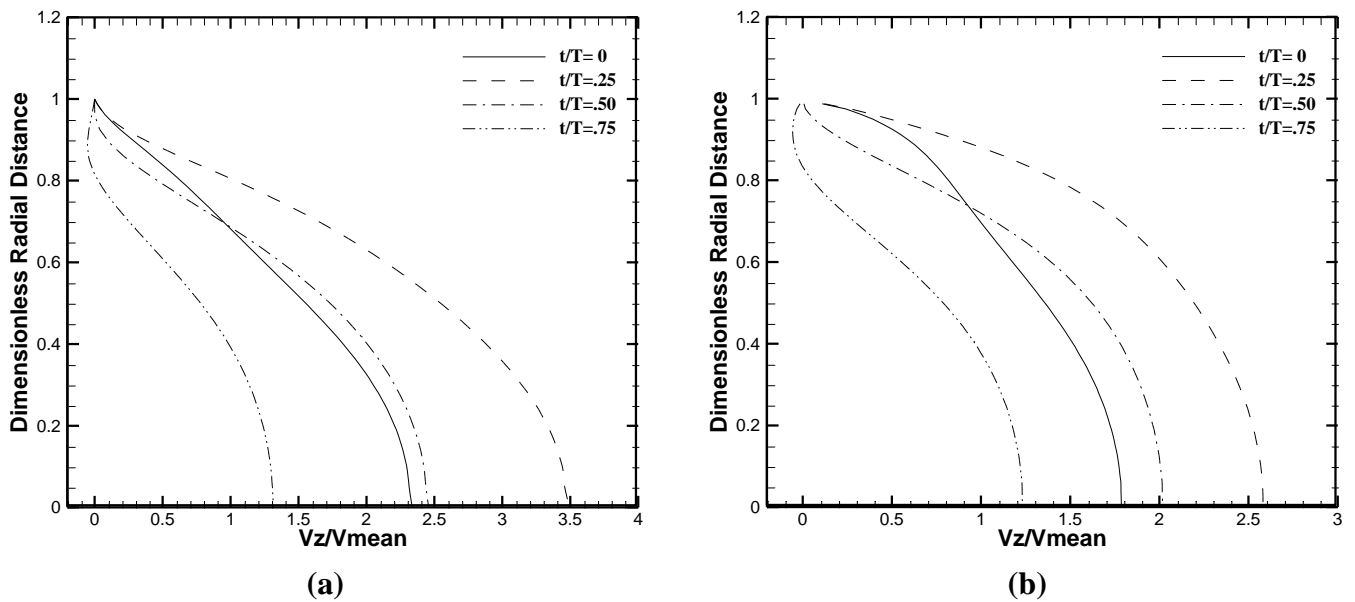 1.2
1
0.8
0.6
0.4
0.2
0
Dimensionless Radial Distance
t/T= 0
t/T=.25
t/T=.50
t/T=.75
0 0.5 1 1.5 2 2.5 3 3.5 4
Vz/Vmean
(a)
1.2
1
0.8
0.6
0.4
0.2
0
Dimensionless Radial Distance
t/T= 0
t/T=.25
t/T=.50
t/T=.75
0 0.5 1 1.5 2 2.5 3
Vz/Vmean
(b)